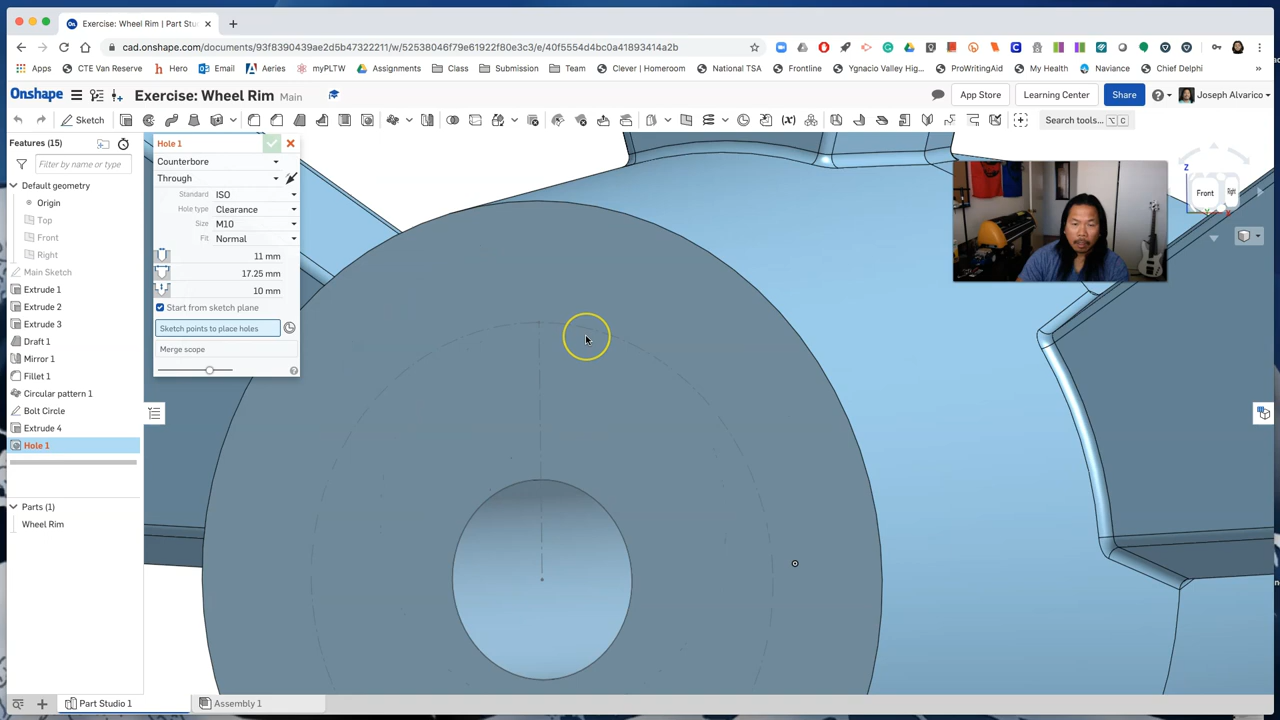 Exercise: Wheel Rim | Part Stu
cad.onshape.com/documents/93f8390439ae2d5b47322211/w/52538046f79e61922f80e3c3/e/40f5554d4bc0a41893414a2b
Apps
CTE Van Reserve
Hero
Email
Aeries
myPLTW
Assignments
Class
Submission
Team
Clever | Homeroom
National TSA
Frontline
Ygnacio Valley Hig...
ProWritingAid
My Health
Naviance
Chief Delphi
Onshape
Exercise: Wheel Rim Main
App Store
Learning Center
Share
Joseph Alvarico
Sketch
Search tools... ⌥ C
Features (15)
Filter by name or type
Default geometry
Origin
Top
Front
Right
Main Sketch
Extrude 1
Extrude 2
Extrude 3
Draft 1
Mirror 1
Fillet 1
Circular pattern 1
Bolt Circle
Extrude 4
Hole 1
Parts (1)
Wheel Rim
Hole 1
Counterbore
Through
Standard ISO
Hole type Clearance
Size M10
Fit Normal
11 mm
17.25 mm
10 mm
Start from sketch plane
Sketch points to place holes
Merge scope
Z
Front
Right
Part Studio 1
Assembly 1